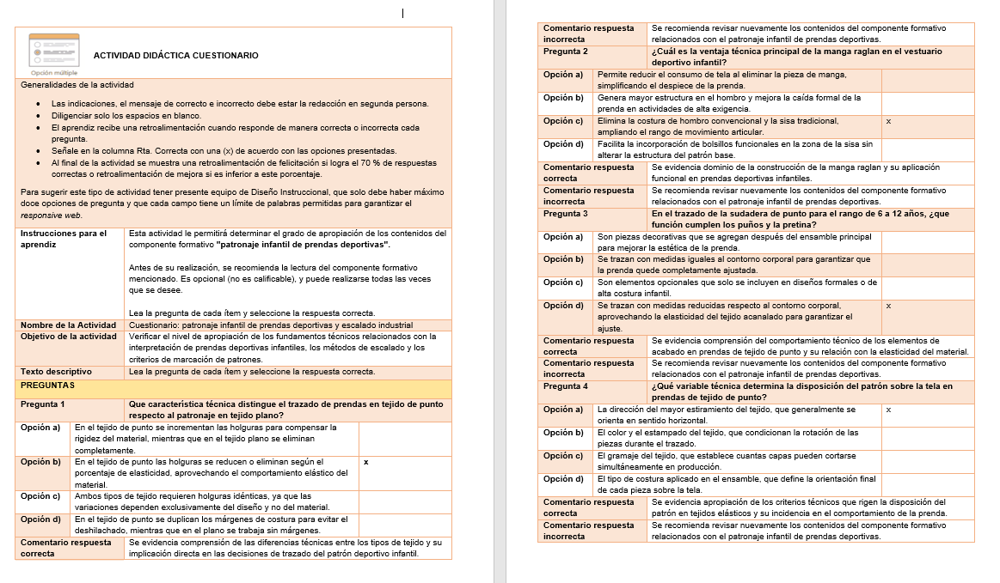 Opción múltiple
ACTIVIDAD DIDÁCTICA CUESTIONARIO
Generalidades de la actividad
• Las indicaciones, el mensaje de correcto e incorrecto debe estar la redacción en segunda persona.
• Diligenciar solo los espacios en blanco.
• El aprendiz recibe una retroalimentación cuando responde de manera correcta o incorrecta cada
pregunta.
• Señale en la columna Rta. Correcta con una (x) de acuerdo con las opciones presentadas.
• Al final de la actividad se muestra una retroalimentación de felicitación si logra el 70 % de respuestas
correctas o retroalimentación de mejora si es inferior a este porcentaje.
Para sugerir este tipo de actividad tener presente equipo de Diseño Instruccional, que solo debe haber máximo
doce opciones de pregunta y que cada campo tiene un límite de palabras permitidas para garantizar el
responsive web.
Instrucciones para el
aprendiz
Esta actividad le permitirá determinar el grado de apropiación de los contenidos del
componente formativo "patronaje infantil de prendas deportivas".
Antes de su realización, se recomienda la lectura del componente formativo
mencionado. Es opcional (no es calificable), y puede realizarse todas las veces
que se desee.
Lea la pregunta de cada ítem y seleccione la respuesta correcta.
Nombre de la Actividad
Cuestionario: patronaje infantil de prendas deportivas y escalado industrial
Objetivo de la actividad
Verificar el nivel de apropiación de los fundamentos técnicos relacionados con la
interpretación de prendas deportivas infantiles, los métodos de escalado y los
criterios de marcación de patrones.
Texto descriptivo
Lea la pregunta de cada ítem y seleccione la respuesta correcta.
PREGUNTAS
Pregunta 1
Que característica técnica distingue el trazado de prendas en tejido de punto
respecto al patronaje en tejido plano?
Opción a)
En el tejido de punto se incrementan las holguras para compensar la
rigidez del material, mientras que en el tejido plano se eliminan
completamente.
Opción b)
En el tejido de punto las holguras se reducen o eliminan según el
porcentaje de elasticidad, aprovechando el comportamiento elástico del
material.
x
Opción c)
Ambos tipos de tejido requieren holguras idénticas, ya que las
variaciones dependen exclusivamente del diseño y no del material.
Opción d)
En el tejido de punto se duplican los márgenes de costura para evitar el
deshilachado, mientras que en el plano se trabaja sin márgenes.
Comentario respuesta
correcta
Se evidencia comprensión de las diferencias técnicas entre los tipos de tejido y su
implicación directa en las decisiones de trazado del patrón deportivo infantil.
Comentario respuesta
incorrecta
Se recomienda revisar nuevamente los contenidos del componente formativo
relacionados con el patronaje infantil de prendas deportivas.
Pregunta 2
¿Cuál es la ventaja técnica principal de la manga raglan en el vestuario
deportivo infantil?
Opción a)
Permite reducir el consumo de tela al eliminar la pieza de manga,
simplificando el despiece de la prenda.
Opción b)
Genera mayor estructura en el hombro y mejora la caída formal de la
prenda en actividades de alta exigencia.
Opción c)
Elimina la costura de hombro convencional y la sisa tradicional,
ampliando el rango de movimiento articular.
x
Opción d)
Facilita la incorporación de bolsillos funcionales en la zona de la sisa sin
alterar la estructura del patrón base.
Comentario respuesta
correcta
Se evidencia dominio de la construcción de la manga raglan y su aplicación
funcional en prendas deportivas infantiles.
Comentario respuesta
incorrecta
Se recomienda revisar nuevamente los contenidos del componente formativo
relacionados con el patronaje infantil de prendas deportivas.
Pregunta 3
En el trazado de la sudadera de punto para el rango de 6 a 12 años, ¿que
función cumplen los puños y la pretina?
Opción a)
Son piezas decorativas que se agregan después del ensamble principal
para mejorar la estética de la prenda.
Opción b)
Se trazan con medidas iguales al contorno corporal para garantizar que
la prenda quede completamente ajustada.
Opción c)
Son elementos opcionales que solo se incluyen en diseños formales o de
alta costura infantil.
Opción d)
Se trazan con medidas reducidas respecto al contorno corporal,
aprovechando la elasticidad del tejido acanalado para garantizar el
ajuste.
x
Comentario respuesta
correcta
Se evidencia comprensión del comportamiento técnico de los elementos de
acabado en prendas de tejido de punto y su relación con la elasticidad del material.
Comentario respuesta
incorrecta
Se recomienda revisar nuevamente los contenidos del componente formativo
relacionados con el patronaje infantil de prendas deportivas.
Pregunta 4
¿Qué variable técnica determina la disposición del patrón sobre la tela en
prendas de tejido de punto?
Opción a)
La dirección del mayor estiramiento del tejido, que generalmente se
orienta en sentido horizontal.
x
Opción b)
El color y el estampado del tejido, que condicionan la rotación de las
piezas durante el trazado.
Opción c)
El gramaje del tejido, que establece cuantas capas pueden cortarse
simultáneamente en producción.
Opción d)
El tipo de costura aplicado en el ensamble, que define la orientación final
de cada pieza sobre la tela.
Comentario respuesta
correcta
Se evidencia apropiación de los criterios técnicos que rigen la disposición del
patrón en tejidos elásticos y su incidencia en el comportamiento de la prenda.
Comentario respuesta
incorrecta
Se recomienda revisar nuevamente los contenidos del componente formativo
relacionados con el patronaje infantil de prendas deportivas.